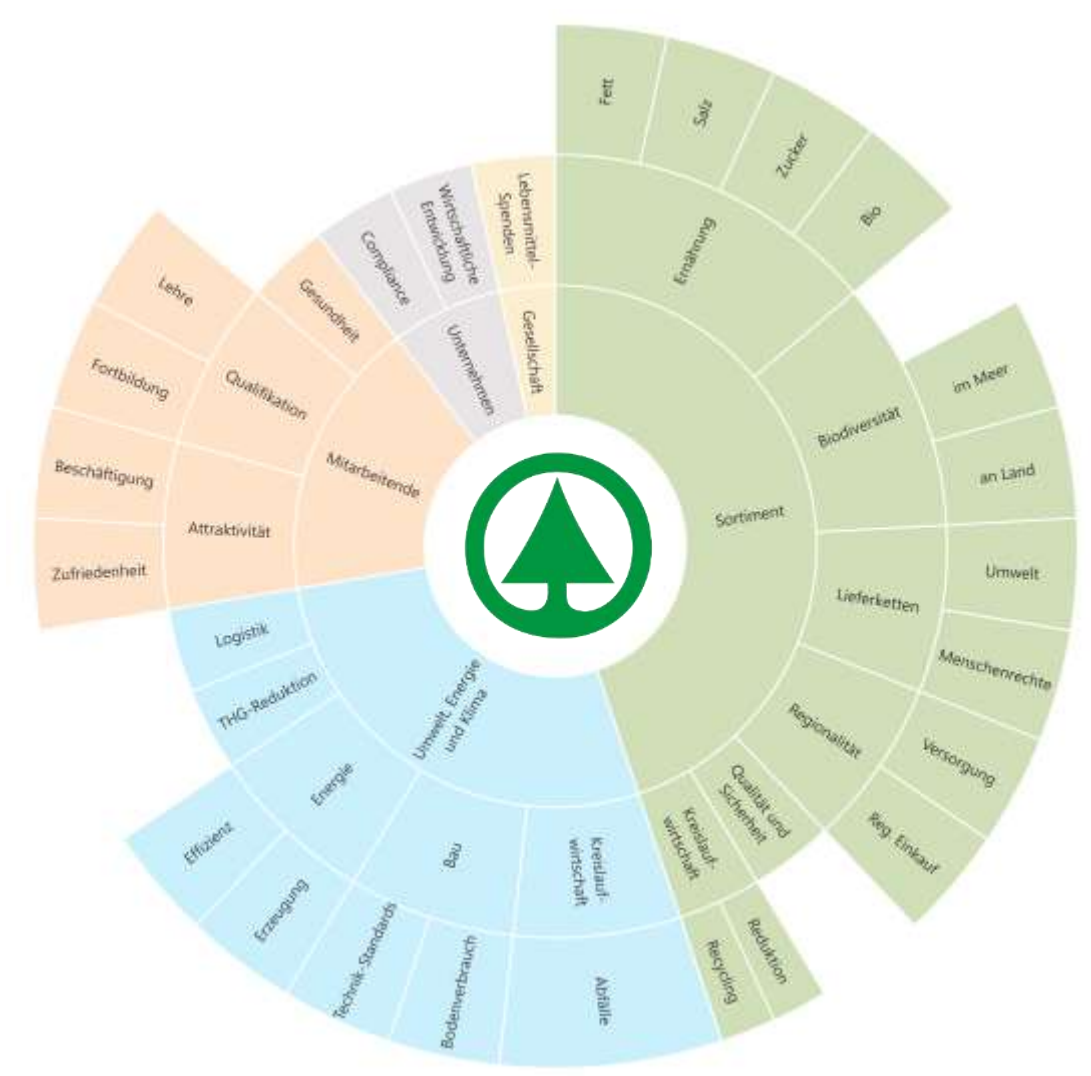 Fett
Salz
Zucker
Bio
Ernährung
im Meer
an Land
Biodiversität
Umwelt
Menschenrechte
Lieferketten
Sortiment
Versorgung
Reg. Einkauf
Regionalität
Qualität und
Sicherheit
Kreislauf-
wirtschaft
Reduktion
Recycling
Kreislauf-
wirtschaft
Abfälle
Bau
Bodenverbrauch
Technik-Standards
Umwelt, Energie
und Klima
Energie
Erzeugung
Effizienz
THG-Reduktion
Logistik
Zufriedenheit
Beschäftigung
Attraktivität
Mitarbeitende
Fortbildung
Lehre
Qualifikation
Gesundheit
Compliance
Wirtschaftliche
Entwicklung
Unternehmen
Lebensmittel-
Spenden
Gesellschaft